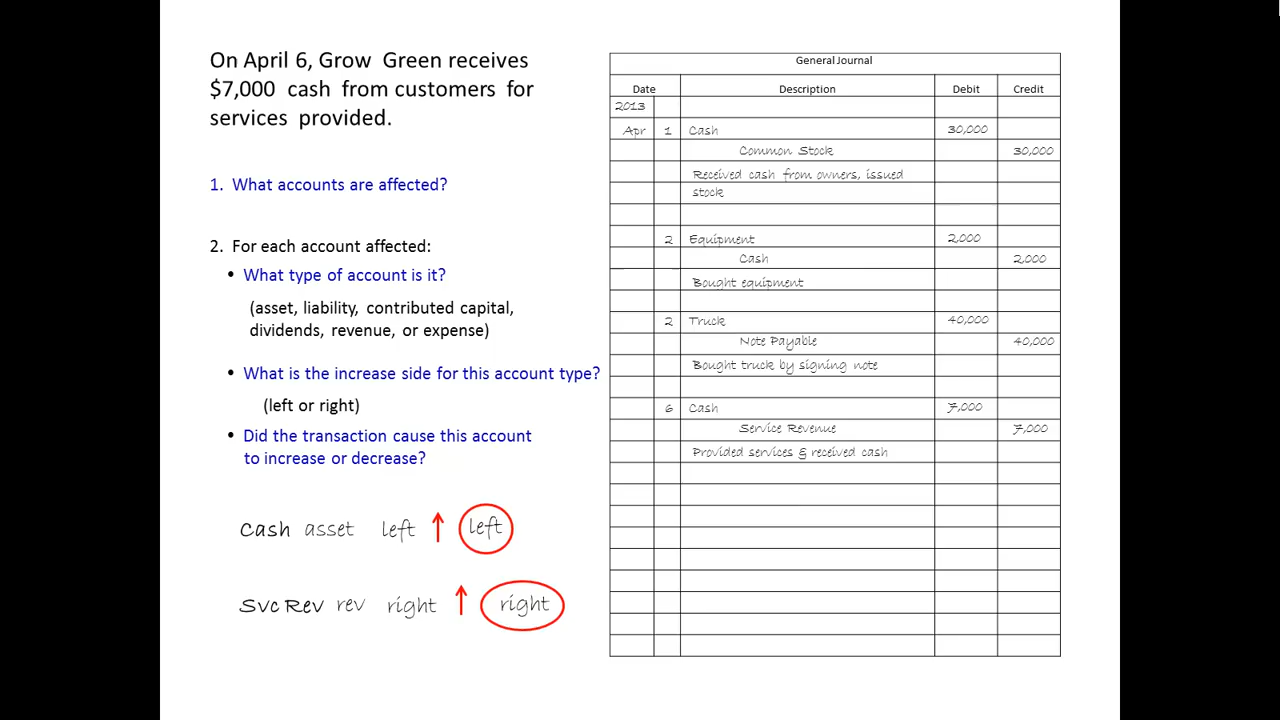 On April 6, Grow Green receives
$7,000 cash from customers for
services provided.
1. What accounts are affected?
2. For each account affected:
• What type of account is it?
(asset, liability, contributed capital,
dividends, revenue, or expense)
• What is the increase side for this account type?
(left or right)
• Did the transaction cause this account
to increase or decrease?
Cash asset left ↑ left
Svc Rev rev right ↑ right
General Journal
Date Description Debit Credit
2013
Apr 1 Cash 30,000
Common Stock 30,000
Received cash from owners, issued
stock
2 Equipment 2,000
Cash 2,000
Bought equipment
2 Truck 40,000
Note Payable 40,000
Bought truck by signing note
6 Cash 7,000
Service Revenue 7,000
Provided services & received cash